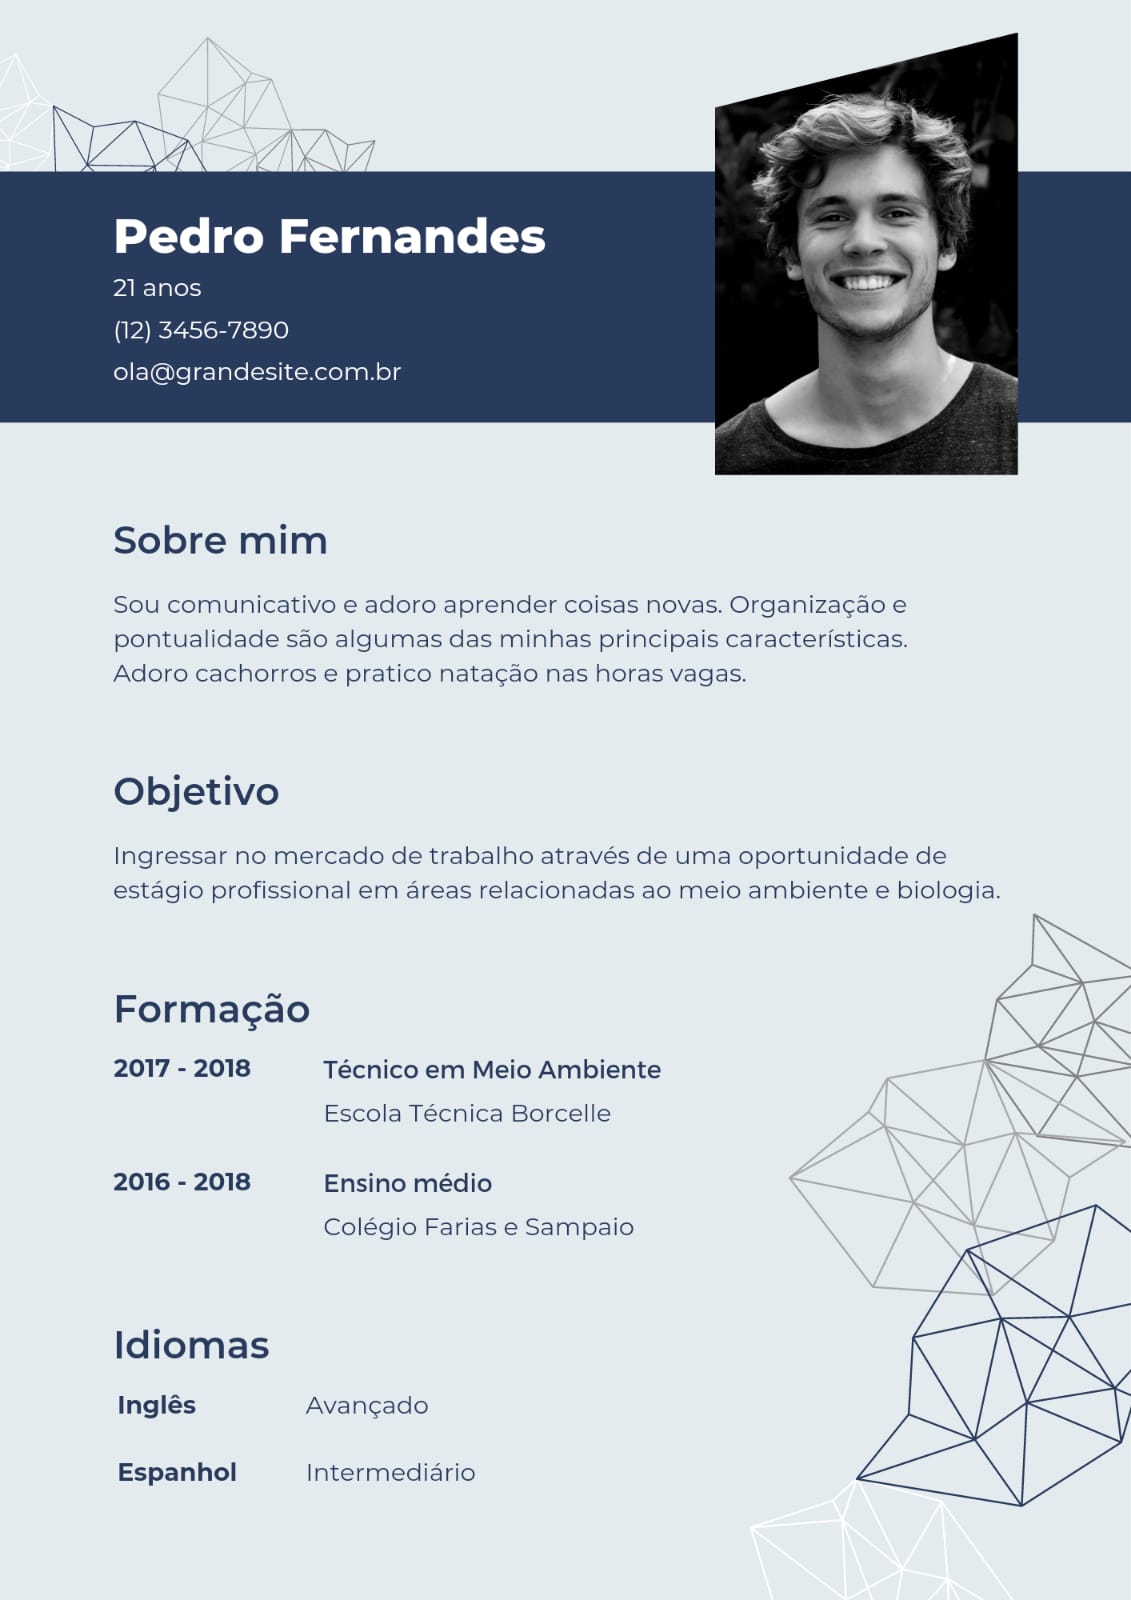 Pedro Fernandes
21 anos
(12) 3456-7890
ola@grandesite.com.br
Sobre mim
Sou comunicativo e adoro aprender coisas novas. Organização e
pontualidade são algumas das minhas principais características.
Adoro cachorros e pratico natação nas horas vagas.
Objetivo
Ingressar no mercado de trabalho através de uma oportunidade de
estágio profissional em áreas relacionadas ao meio ambiente e biologia.
Formação
2017 - 2018 Técnico em Meio Ambiente
Escola Técnica Borcelle
2016 - 2018 Ensino médio
Colégio Farias e Sampaio
Idiomas
Inglês Avançado
Espanhol Intermediário